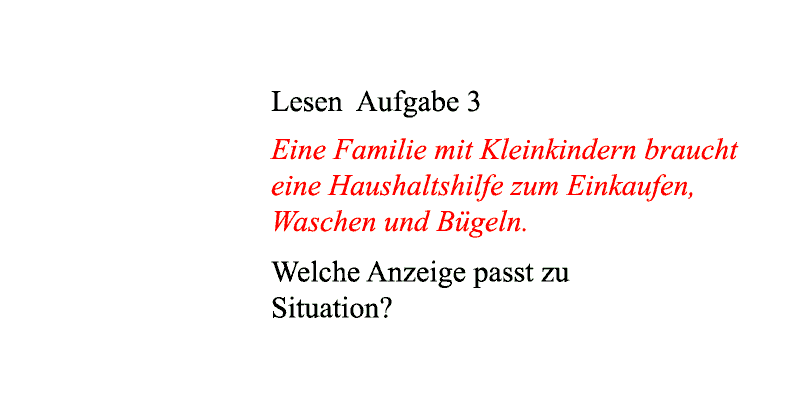 Lesen  Aufgabe 3
Eine Familie mit Kleinkindern braucht
eine Haushaltshilfe zum Einkaufen,
Waschen und Bügeln.
Welche Anzeige passt zu
Situation?